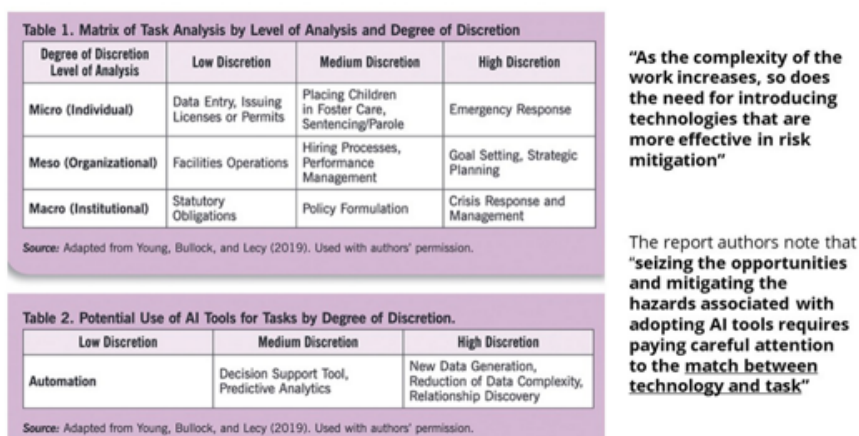 Table 1. Matrix of Task Analysis by Level of Analysis and Degree of Discretion
Degree of Discretion
Level of Analysis
Low Discretion
Medium Discretion
High Discretion
Micro (Individual)
Data Entry, Issuing
Licenses or Permits
Placing Children
in Foster Care,
Sentencing/Parole
Emergency Response
Meso (Organizational)
Facilities Operations
Hiring Processes,
Performance
Management
Goal Setting, Strategic
Planning
Macro (Institutional)
Statutory
Obligations
Policy Formulation
Crisis Response and
Management
Source: Adapted from Young, Bullock, and Lecy (2019). Used with authors' permission.
Table 2. Potential Use of AI Tools for Tasks by Degree of Discretion.
Low Discretion
Medium Discretion
High Discretion
Automation
Decision Support Tool,
Predictive Analytics
New Data Generation,
Reduction of Data Complexity,
Relationship Discovery
Source: Adapted from Young, Bullock, and Lecy (2019). Used with authors' permission.
“As the complexity of the
work increases, so does
the need for introducing
technologies that are
more effective in risk
mitigation”
The report authors note that
“seizing the opportunities
and mitigating the
hazards associated with
adopting AI tools requires
paying careful attention
to the match between
technology and task”